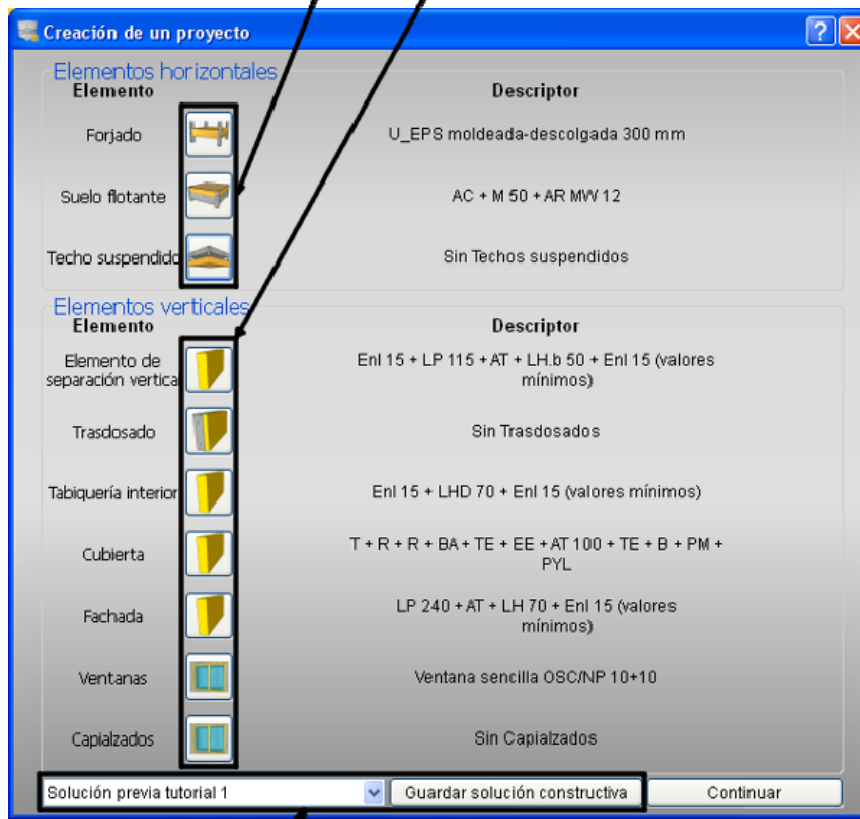 Creación de un proyecto
Elementos horizontales
Elemento Descriptor
Forjado U_EPS moldeada-descolgada 300 mm
Suelo flotante AC + M 50 + AR MW 12
Techo suspendido Sin Techos suspendidos
Elementos verticales
Elemento Descriptor
Elemento de
separación vertical
Enl 15 + LP 115 +AT + LH.b 50 + Enl 15 (valores
mínimos)
Trasdosado Sin Trasdosados
Tabiquería interior Enl 15 + LHD 70 + Enl 15 (valores mínimos)
Cubierta
T + R + R + BA + TE + EE + AT 100 + TE + B + PM +
PYL
Fachada
LP 240 + AT + LH 70 + Enl 15 (valores
mínimos)
Ventanas Ventana sencilla OSC/NP 10+10
Capialzados Sin Capialzados
Solución previa tutorial 1 Guardar solución constructiva Continuar